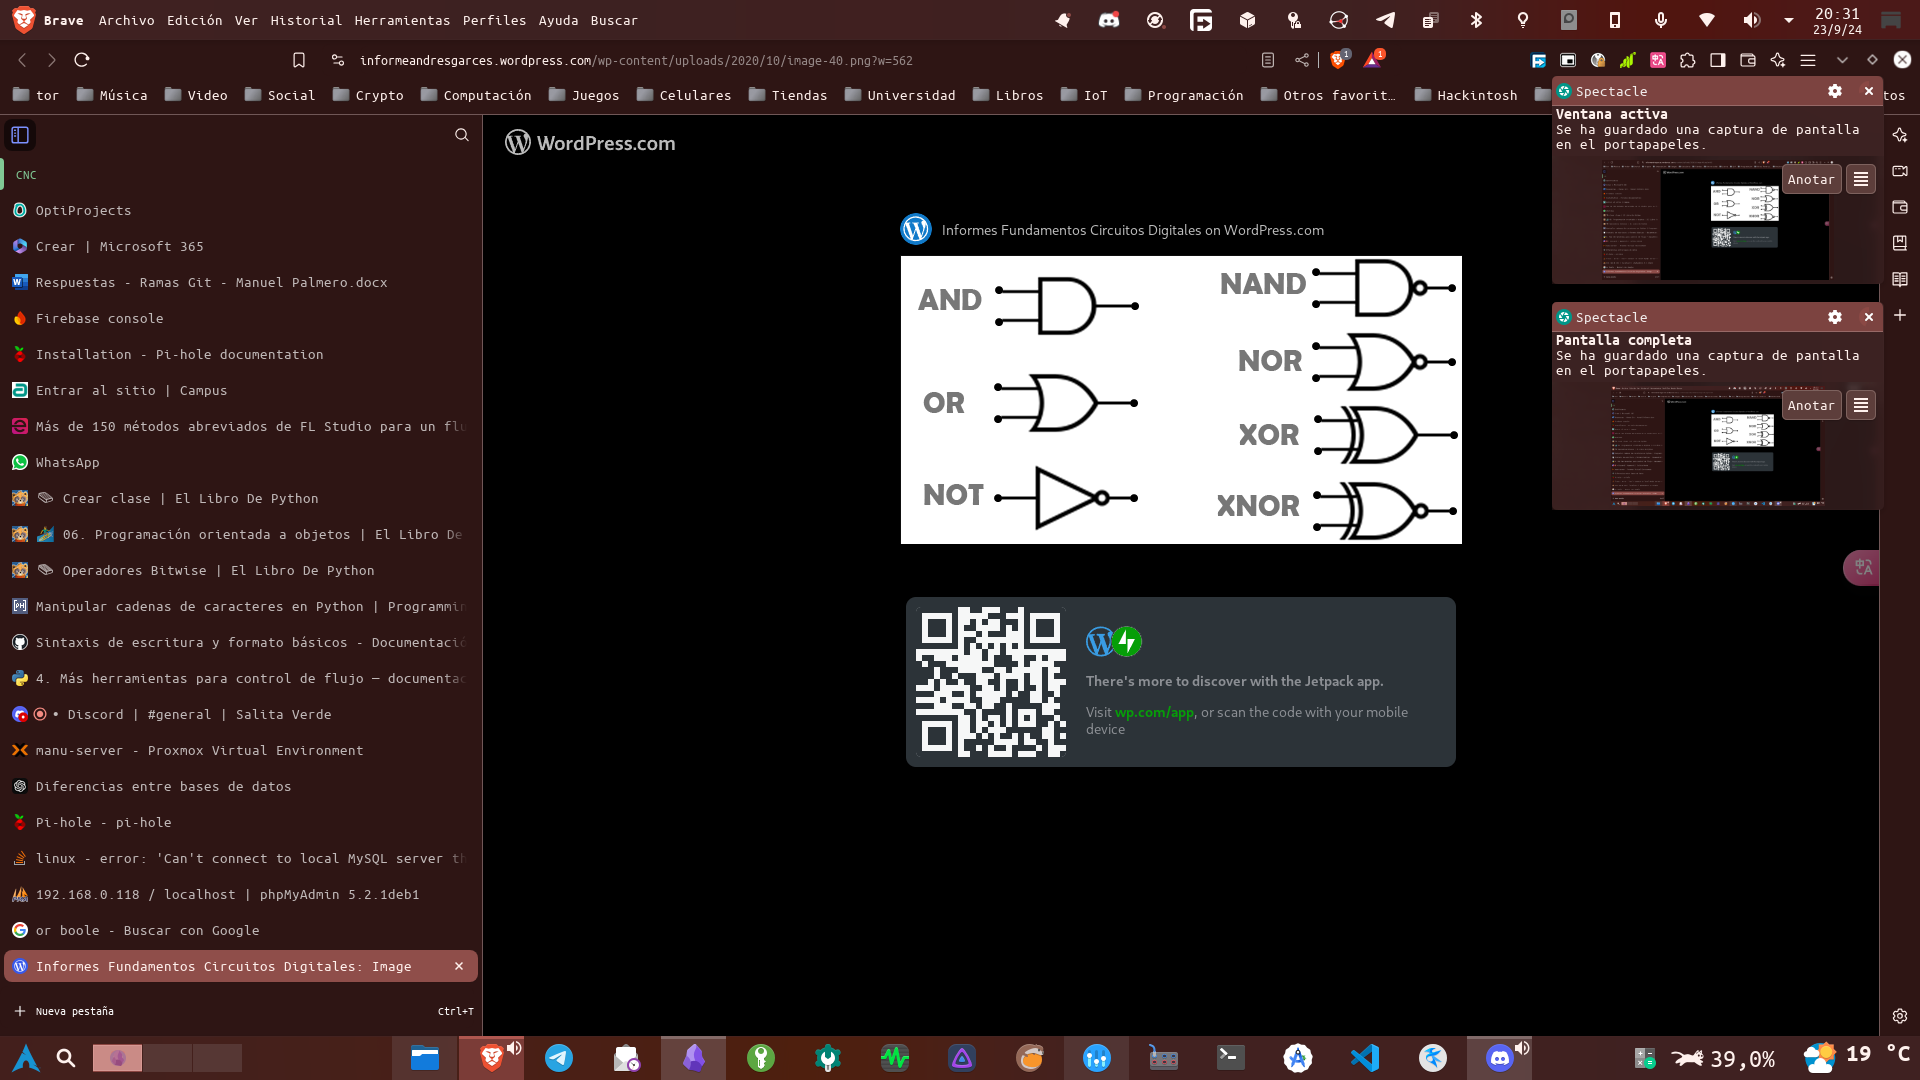 Brave Archivo Edición Ver Historial Herramientas Perfiles Ayuda Buscar
20:31
23/9/24
informeandresgarces.wordpress.com/wp-content/uploads/2020/10/image-40.png?w=562
1
1
tor Música Video Social Crypto Computación Juegos Celulares Tiendas Universidad Libros IoT Programación Otros favorit… Hackintosh
tos
CNC
OptiProjects
Crear | Microsoft 365
Respuestas - Ramas Git - Manuel Palmero.docx
Firebase console
Installation - Pi-hole documentation
Entrar al sitio | Campus
Más de 150 métodos abreviados de FL Studio para un flu
WhatsApp
Crear clase | El Libro De Python
06. Programación orientada a objetos | El Libro De
Operadores Bitwise | El Libro De Python
Manipular cadenas de caracteres en Python | Programmin
Sintaxis de escritura y formato básicos - Documentació
4. Más herramientas para control de flujo — documentac
• Discord | #general | Salita Verde
manu-server - Proxmox Virtual Environment
Diferencias entre bases de datos
Pi-hole - pi-hole
linux - error: 'Can't connect to local MySQL server th
192.168.0.118 / localhost | phpMyAdmin 5.2.1deb1
or boole - Buscar con Google
Informes Fundamentos Circuitos Digitales: Image
Nueva pestaña Ctrl+T
WordPress.com
Informes Fundamentos Circuitos Digitales on WordPress.com
AND
OR
NOT
NAND
NOR
XOR
XNOR
There's more to discover with the Jetpack app.
Visit wp.com/app, or scan the code with your mobile
device
Spectacle
Ventana activa
Se ha guardado una captura de pantalla
en el portapapeles.
Anotar
Spectacle
Pantalla completa
Se ha guardado una captura de pantalla
en el portapapeles.
Anotar
39,0%
19 °C